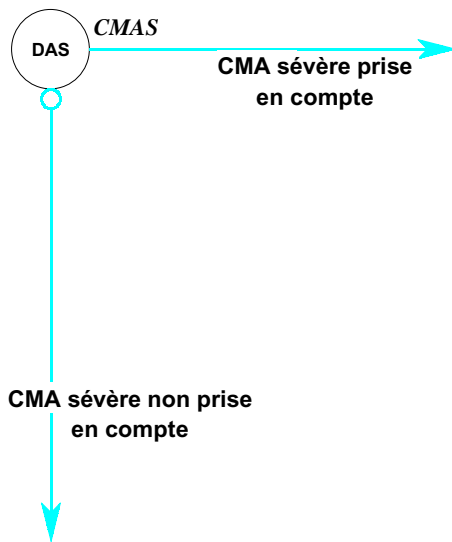 CMAS
DAS
CMA sévère prise
en compte
CMA sévère non prise
en compte